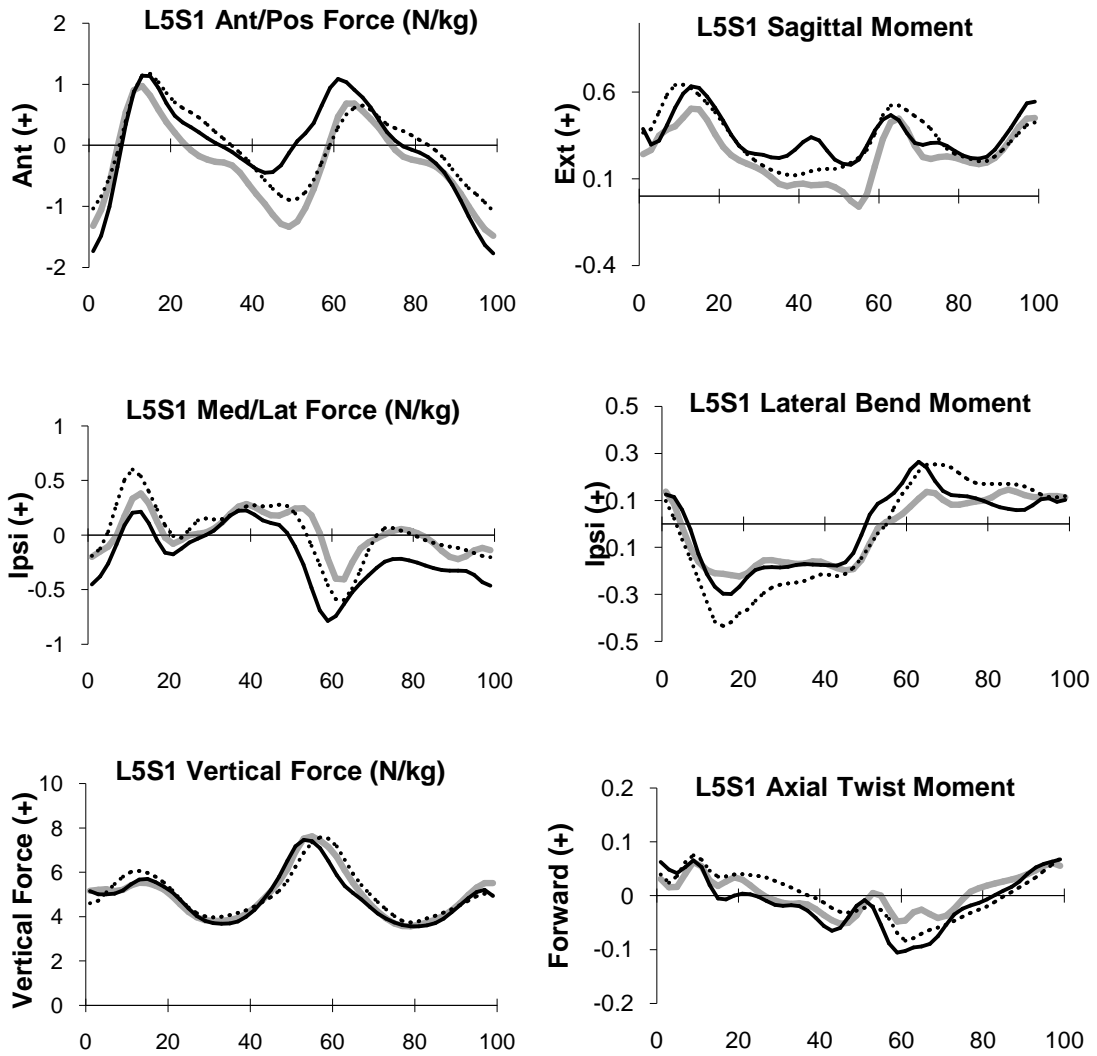 L5S1 Ant/Pos Force (N/kg)
Ant (+)
2
1
0
-1
-2
0 20 40 60 80 100
L5S1 Sagittal Moment
Ext (+)
0.6
0.1
-0.4
0 20 40 60 80 100
L5S1 Med/Lat Force (N/kg)
Ipsi (+)
1
0.5
0
-0.5
-1
0 20 40 60 80 100
L5S1 Lateral Bend Moment
Ipsi (+)
0.5
0.3
0.1
-0.1
-0.3
-0.5
0 20 40 60 80 100
L5S1 Vertical Force (N/kg)
Vertical Force (+)
10
8
6
4
2
0
0 20 40 60 80 100
L5S1 Axial Twist Moment
Forward (+)
0.2
0.1
0
-0.1
-0.2
0 20 40 60 80 100